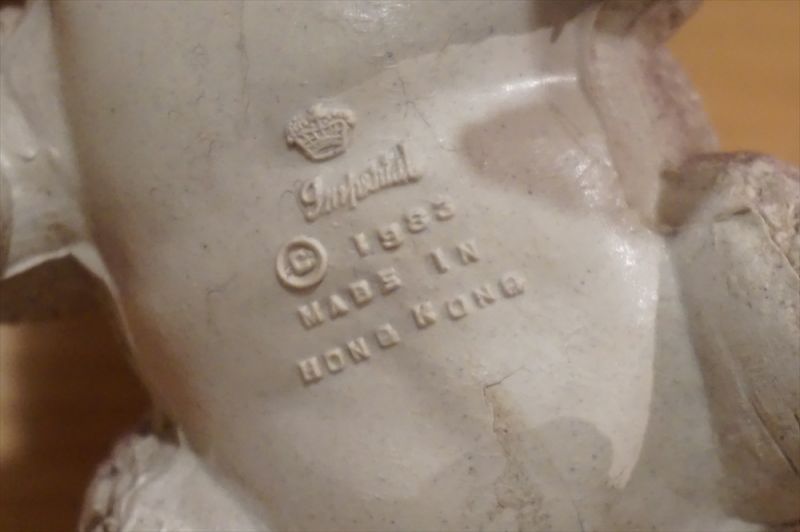 Imperial
© 1983
MADE IN
HONG KONG